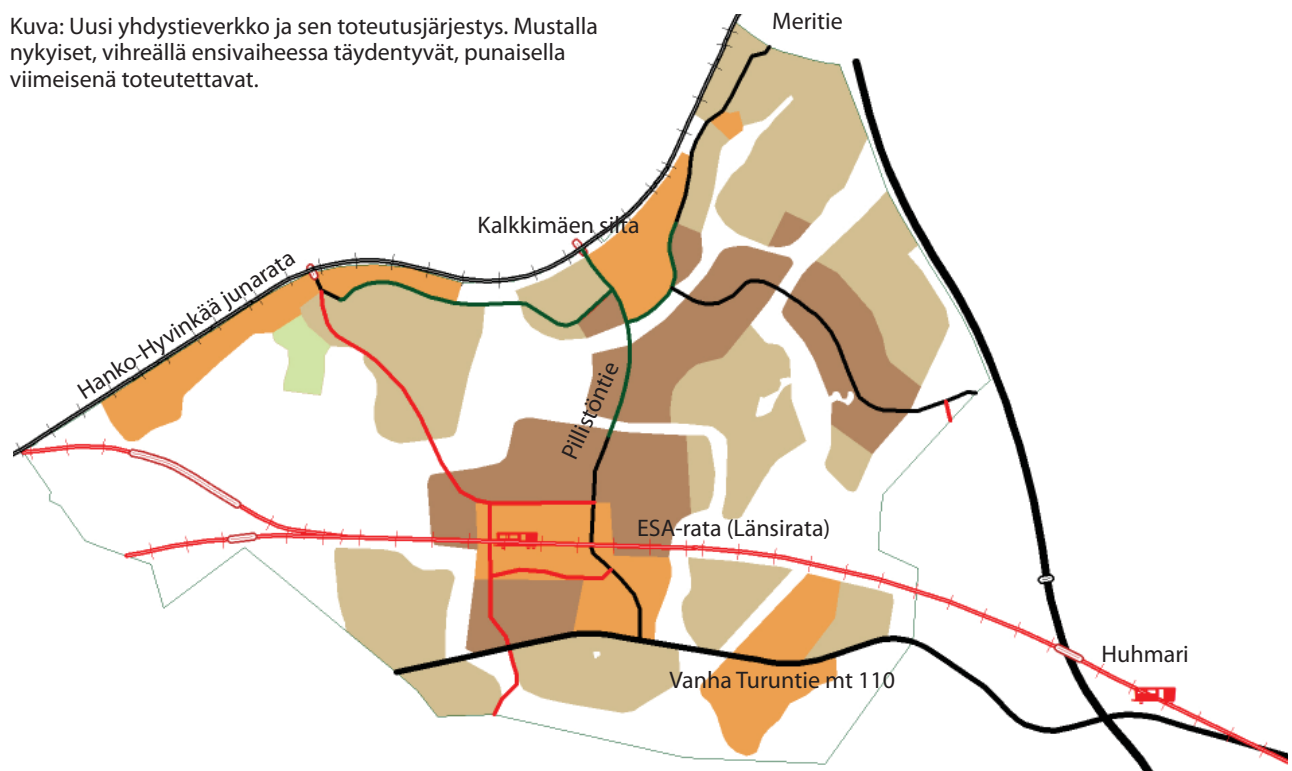 Kuva: Uusi yhdystieverkko ja sen toteutusjärjestys. Mustalla
nykyiset, vihreällä ensivaiheessa täydentyvät, punaisella
viimeisenä toteutettavat.
Meritie
Kalkkimäen silta
Hanko-Hyvinkää junarata
Pillistöntie
ESA-rata (Länsirata)
Huhmari
Vanha Turuntie mt 110